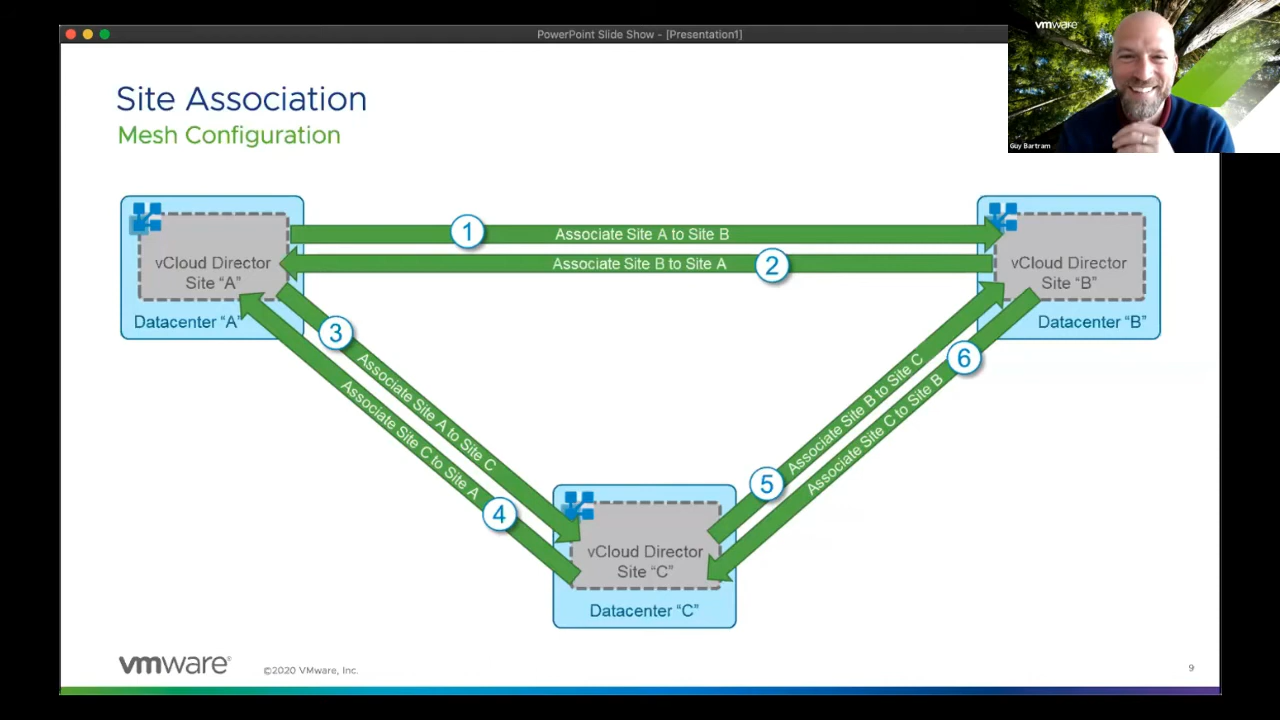 PowerPoint Slide Show - [Presentation1]
vmware
Guy Bartram
Site Association
Mesh Configuration
1
Associate Site A to Site B
Associate Site B to Site A
2
vCloud Director
Site “A”
Datacenter “A”
vCloud Director
Site “B”
Datacenter “B”
3
Associate Site A to Site C
Associate Site C to Site A
4
6
Associate Site B to Site C
Associate Site C to Site B
5
vCloud Director
Site “C”
Datacenter “C”
vmware®
©2020 VMware, Inc.
9